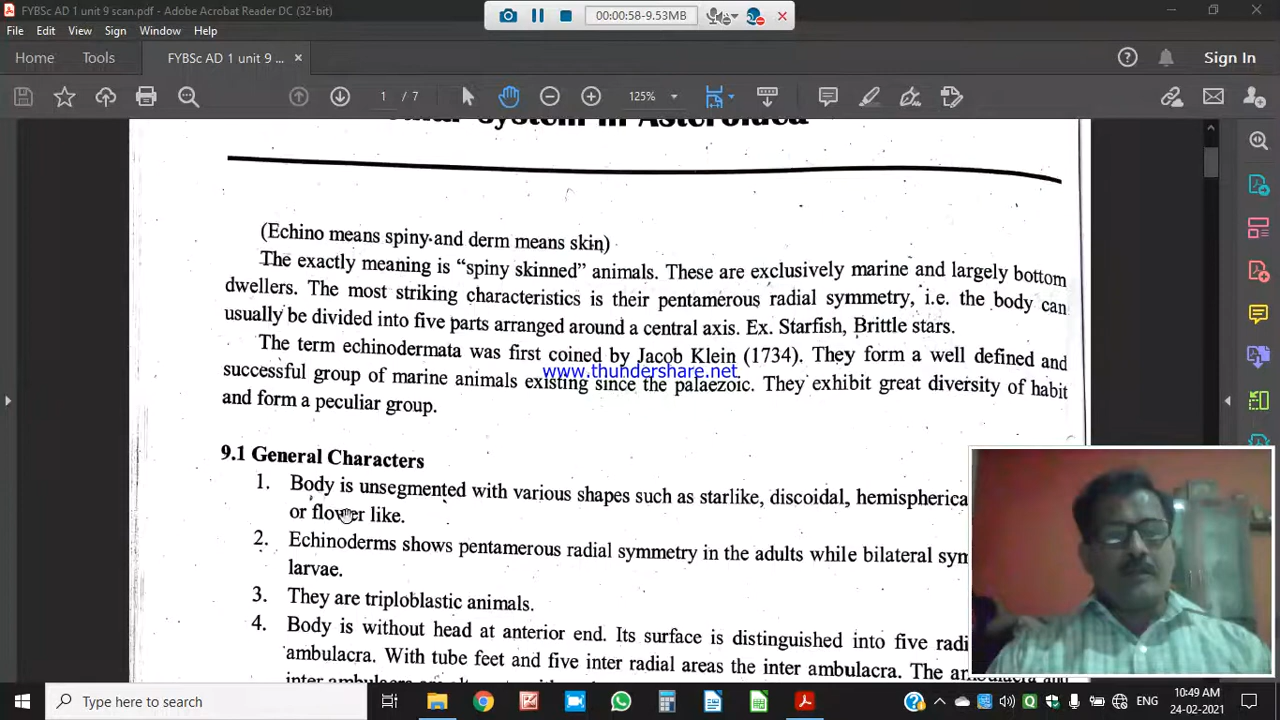 FYBSc AD 1 unit 9 scan.pdf - Adobe Acrobat Reader DC (32-bit)
00:00:58-9.53MB
File Edit View Sign Window Help
Home Tools FYBSc AD 1 unit 9 ... Sign In
1 / 7 125%
System in Asteroidea
(Echino means spiny and derm means skin)
The exactly meaning is “spiny skinned” animals. These are exclusively marine and largely bottom
dwellers. The most striking characteristics is their pentamerous radial symmetry, i.e. the body can
usually be divided into five parts arranged around a central axis. Ex. Starfish, Brittle stars.
The term echinodermata was first coined by Jacob Klein (1734). They form a well defined and
www.thundershare.net
successful group of marine animals existing since the palaezoic. They exhibit great diversity of habit
and form a peculiar group.
9.1 General Characters
1. Body is unsegmented with various shapes such as starlike, discoidal, hemispherica
or flower like.
2. Echinoderms shows pentamerous radial symmetry in the adults while bilateral sym
larvae.
3. They are triploblastic animals.
4. Body is without head at anterior end. Its surface is distinguished into five radi
ambulacra. With tube feet and five inter radial areas the inter ambulacra. The am
Type here to search
ENG
10:49 AM
24-02-2021